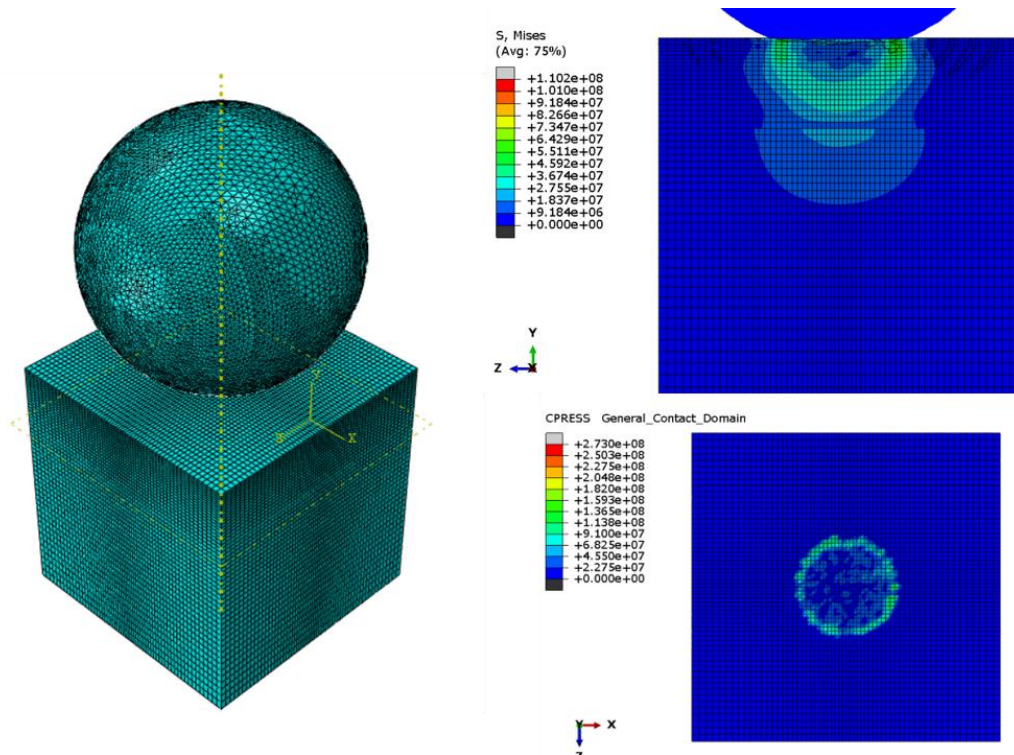 S, Mises
(Avg: 75%)
+1.102e+08
+1.010e+08
+9.184e+07
+8.266e+07
+7.347e+07
+6.429e+07
+5.511e+07
+4.592e+07
+3.674e+07
+2.755e+07
+1.837e+07
+9.184e+06
+0.000e+00
Y
Z
X
CPRESS General_Contact_Domain
+2.730e+08
+2.503e+08
+2.275e+08
+2.048e+08
+1.820e+08
+1.593e+08
+1.365e+08
+1.138e+08
+9.100e+07
+6.825e+07
+4.550e+07
+2.275e+07
+0.000e+00
Y
X
Z
X